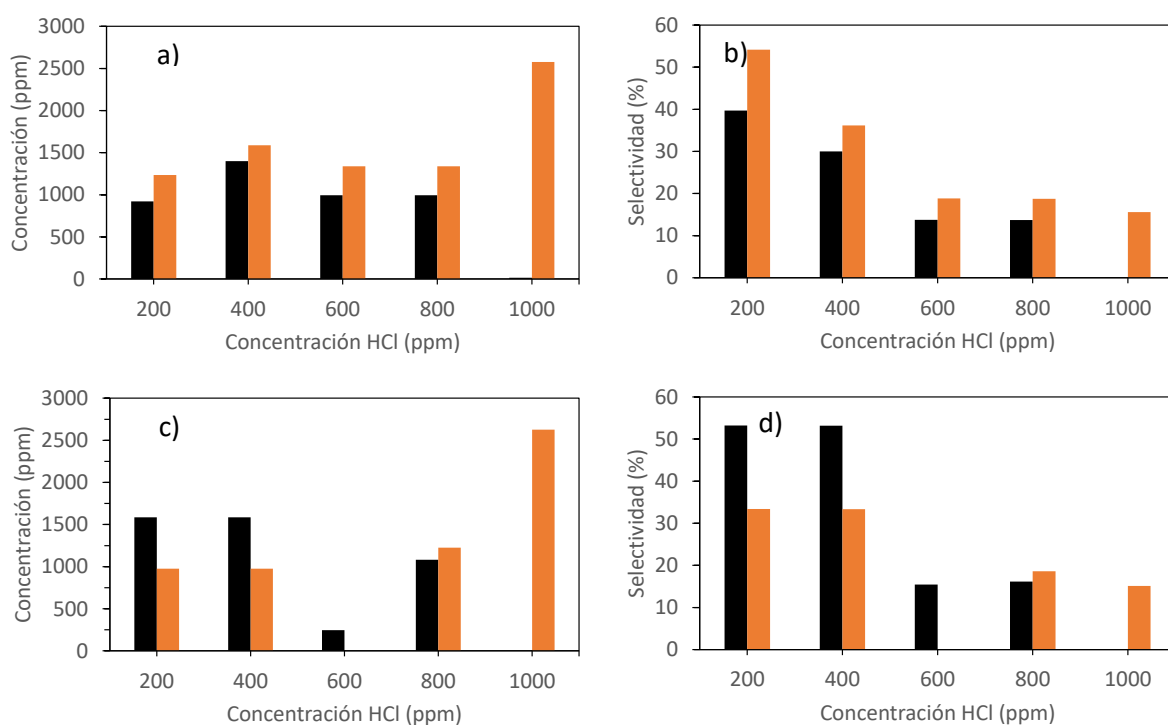 a)
Concentración (ppm)
3000
2500
2000
1500
1000
500
0
200 400 600 800 1000
Concentración HCl (ppm)
b)
Selectividad (%)
60
50
40
30
20
10
0
200 400 600 800 1000
Concentración HCl (ppm)
c)
Concentración (ppm)
3000
2500
2000
1500
1000
500
0
200 400 600 800 1000
Concentración HCl (ppm)
d)
Selectividad (%)
60
50
40
30
20
10
0
200 400 600 800 1000
Concentración HCl (ppm)